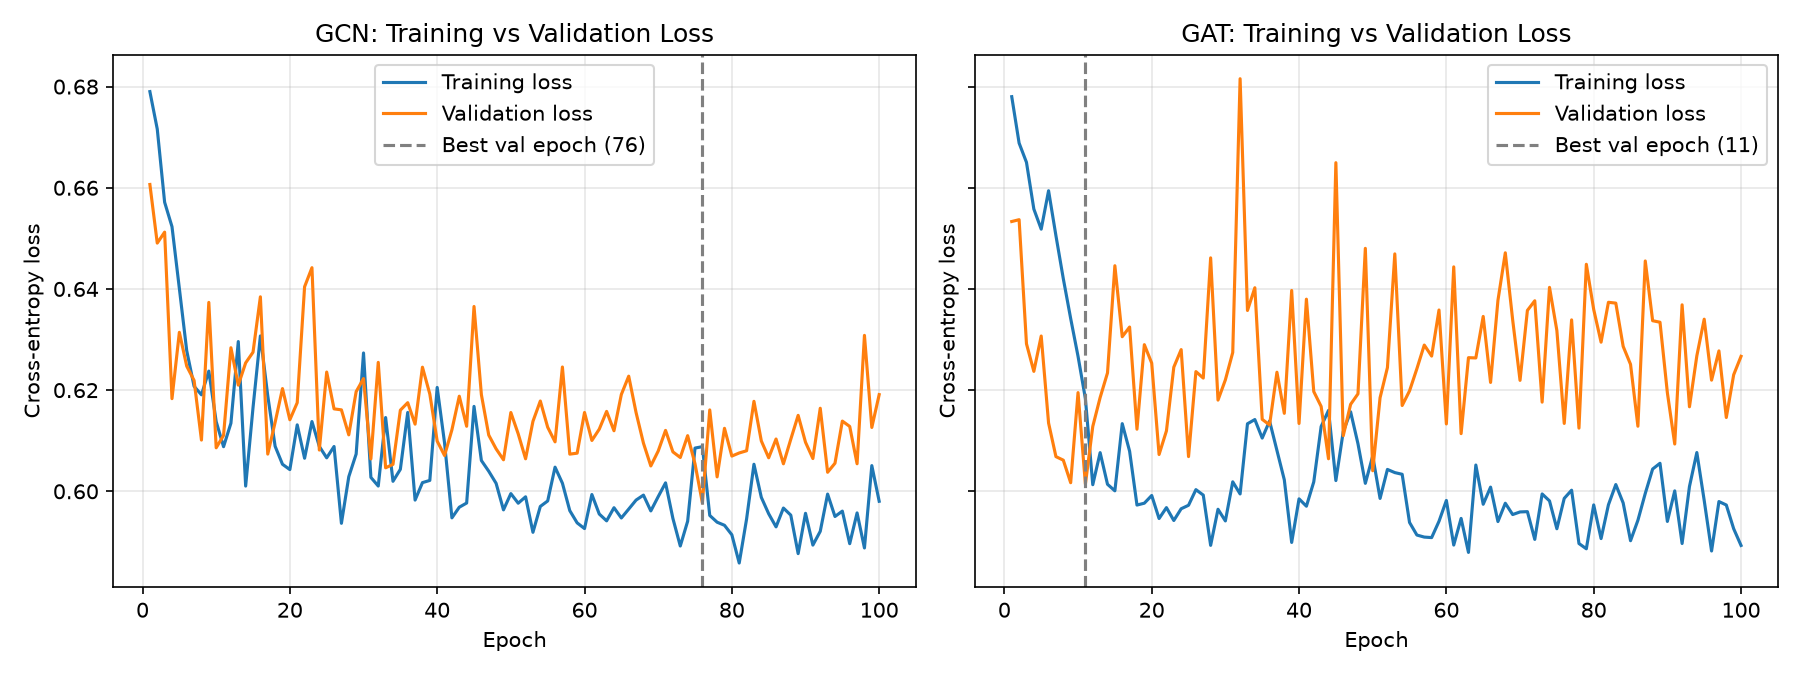 GCN: Training vs Validation Loss
Training loss
Validation loss
Best val epoch (76)
0.68
0.66
0.64
0.62
0.60
Cross-entropy loss
0 20 40 60 80 100
Epoch
GAT: Training vs Validation Loss
Training loss
Validation loss
Best val epoch (11)
Cross-entropy loss
0 20 40 60 80 100
Epoch